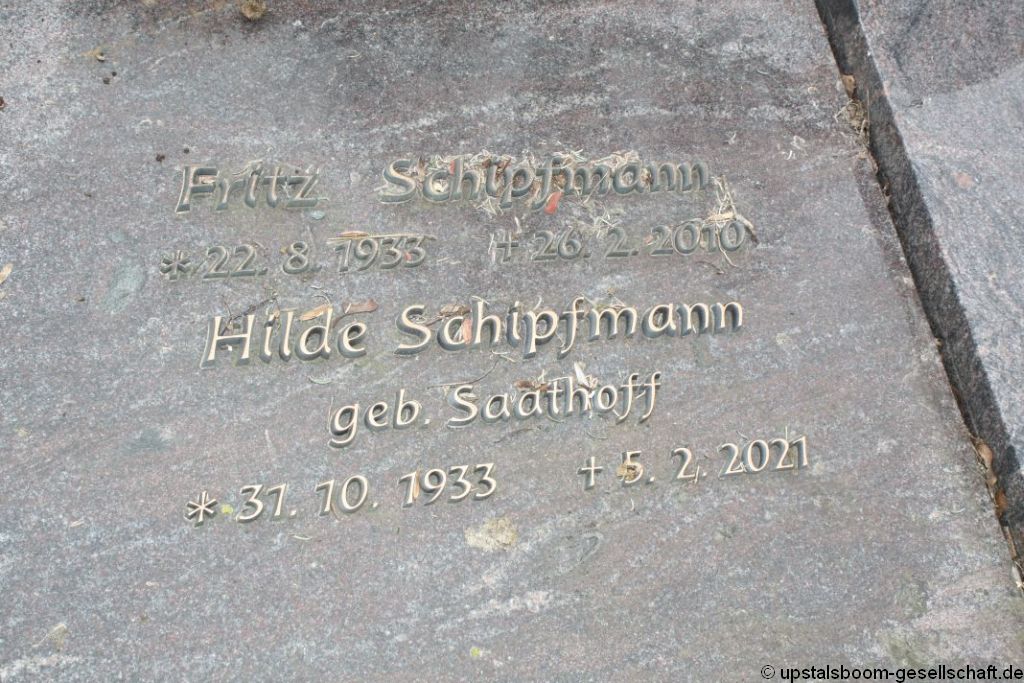 Fritz Schipfmann
* 22. 8. 1933 † 26. 2. 2010
Hilde Schipfmann
geb. Saathoff
* 31. 10. 1933 † 5. 2. 2021
© upstalsboom-gesellschaft.de